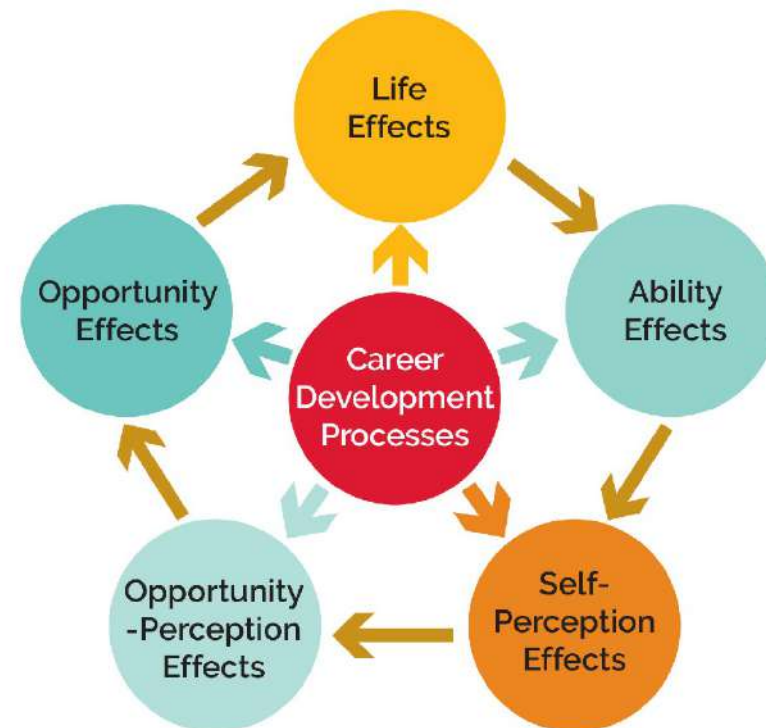 Life
Effects
Ability
Effects
Self-
Perception
Effects
Opportunity
-Perception
Effects
Opportunity
Effects
Career
Development
Processes